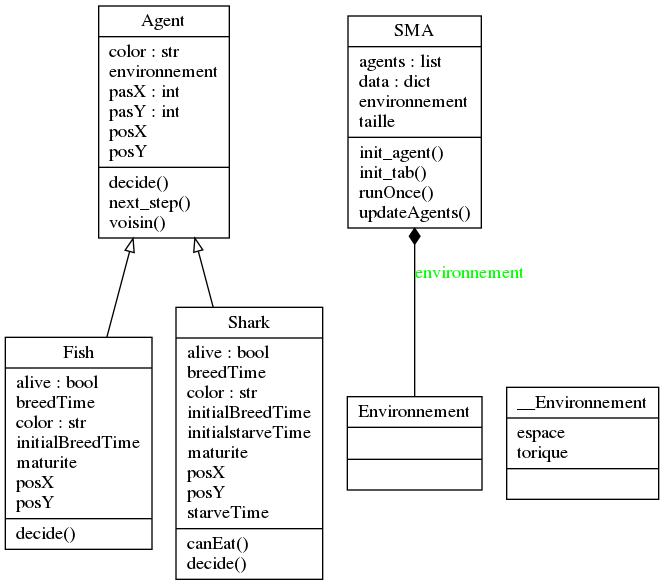 Agent
color : str
environnement
pasX : int
pasY : int
posX
posY
decide()
next_step()
voisin()
SMA
agents : list
data : dict
environnement
taille
init_agent()
init_tab()
runOnce()
updateAgents()
environnement
Fish
alive : bool
breedTime
color : str
initialBreedTime
maturite
posX
posY
decide()
Shark
alive : bool
breedTime
color : str
initialBreedTime
initialstarveTime
maturite
posX
posY
starveTime
canEat()
decide()
Environnement
__Environnement
espace
torique